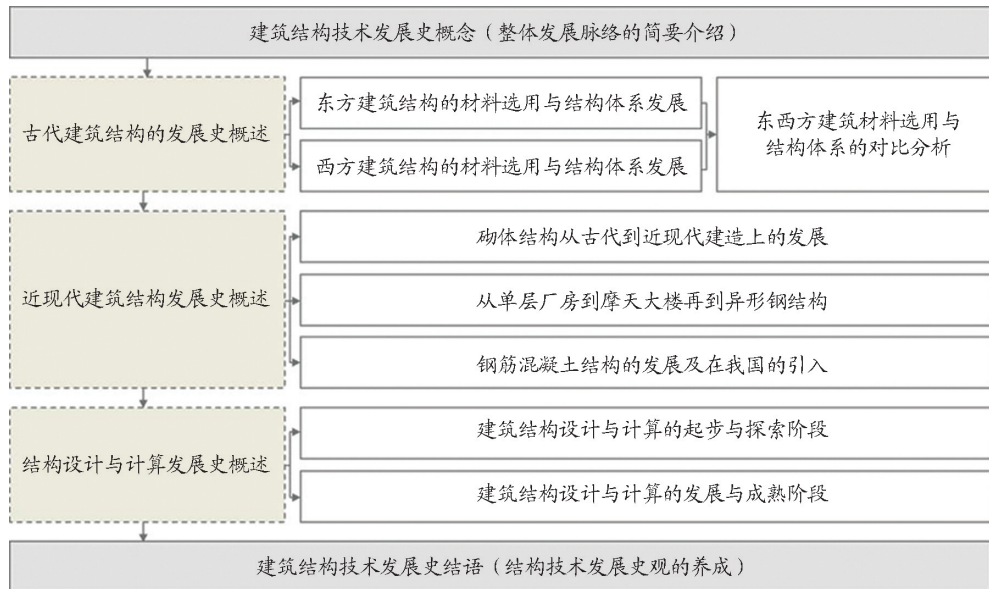 建筑结构技术发展史概念（整体发展脉络的简要介绍）
古代建筑结构的发展史概述
东方建筑结构的材料选用与结构体系发展
西方建筑结构的材料选用与结构体系发展
东西方建筑材料选用与
结构体系的对比分析
近现代建筑结构发展史概述
砌体结构从古代到近现代建造上的发展
从单层厂房到摩天大楼再到异形钢结构
钢筋混凝土结构的发展及在我国的引入
结构设计与计算发展史概述
建筑结构设计与计算的起步与探索阶段
建筑结构设计与计算的发展与成熟阶段
建筑结构技术发展史结语（结构技术发展史观的养成）